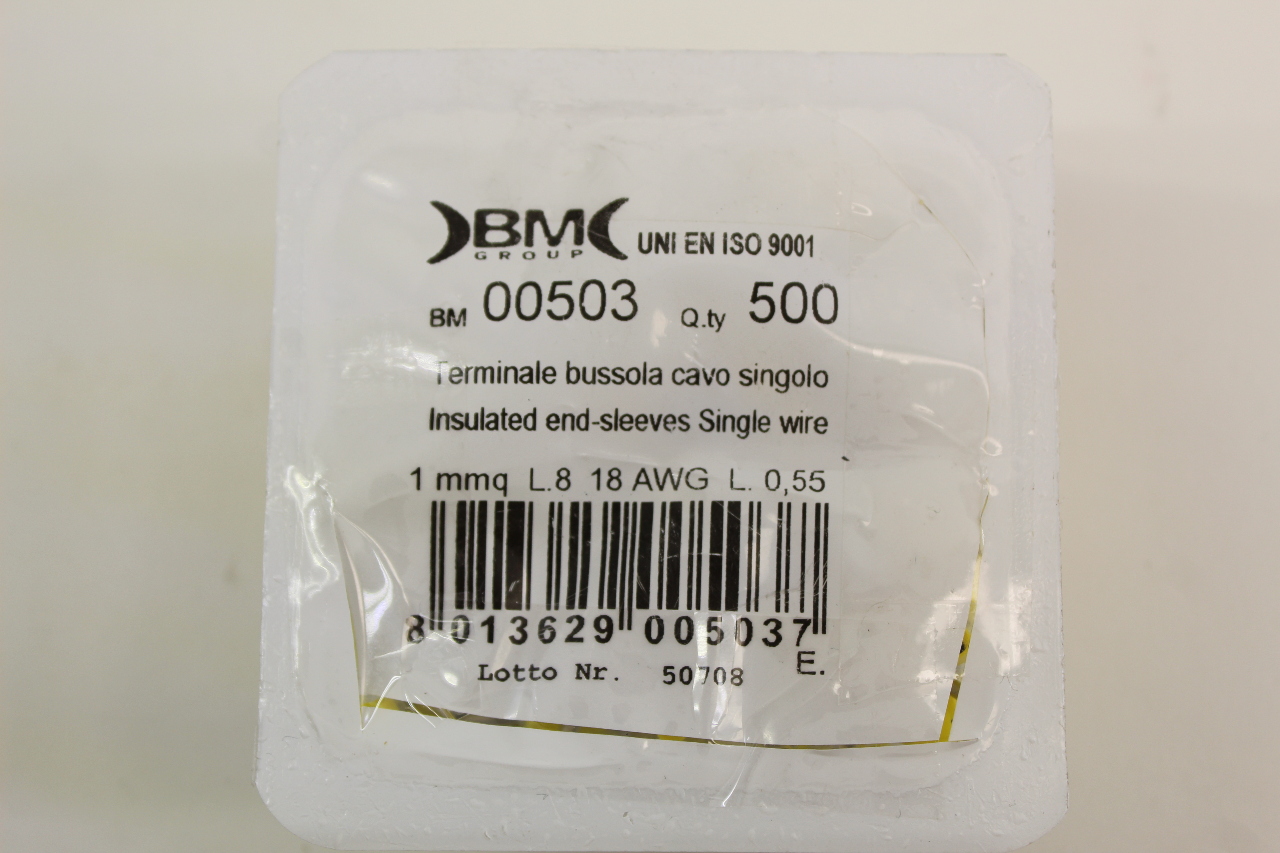 BM GROUP UNI EN ISO 9001
BM 00503 Q.ty 500
Terminale bussola cavo singolo
Insulated end-sleeves Single wire
1 mmq L.8 18 AWG L. 0,55
8 013629 005037
E.
Lotto Nr. 50708